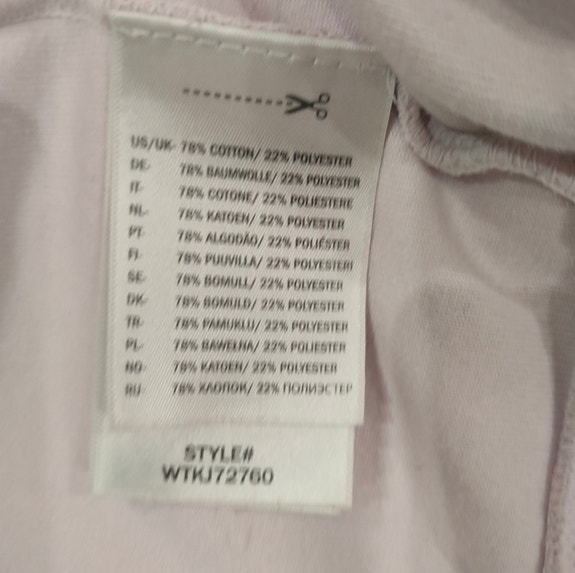 US/UK- 78% COTTON/ 22% POLYESTER
DE- 78% BAUMWOLLE/ 22% POLYESTER
IT- 78% COTONE/ 22% POLIESTERE
NL- 78% KATOEN/ 22% POLYESTER
PT- 78% ALGODÃO/ 22% POLIÉSTER
FI- 78% PUUVILLA/ 22% POLYESTERI
SE- 78% BOMULL/ 22% POLYESTER
DK- 78% BOMULD/ 22% POLYESTER
TR- 78% PAMUKLU/ 22% POLYESTER
PL- 78% BAWEŁNA/ 22% POLIESTER
NO- 78% KATOEN/ 22% POLYESTER
RU- 78% ХЛОПОК/ 22% ПОЛИЭСТЕР
STYLE#
WTKJ72760